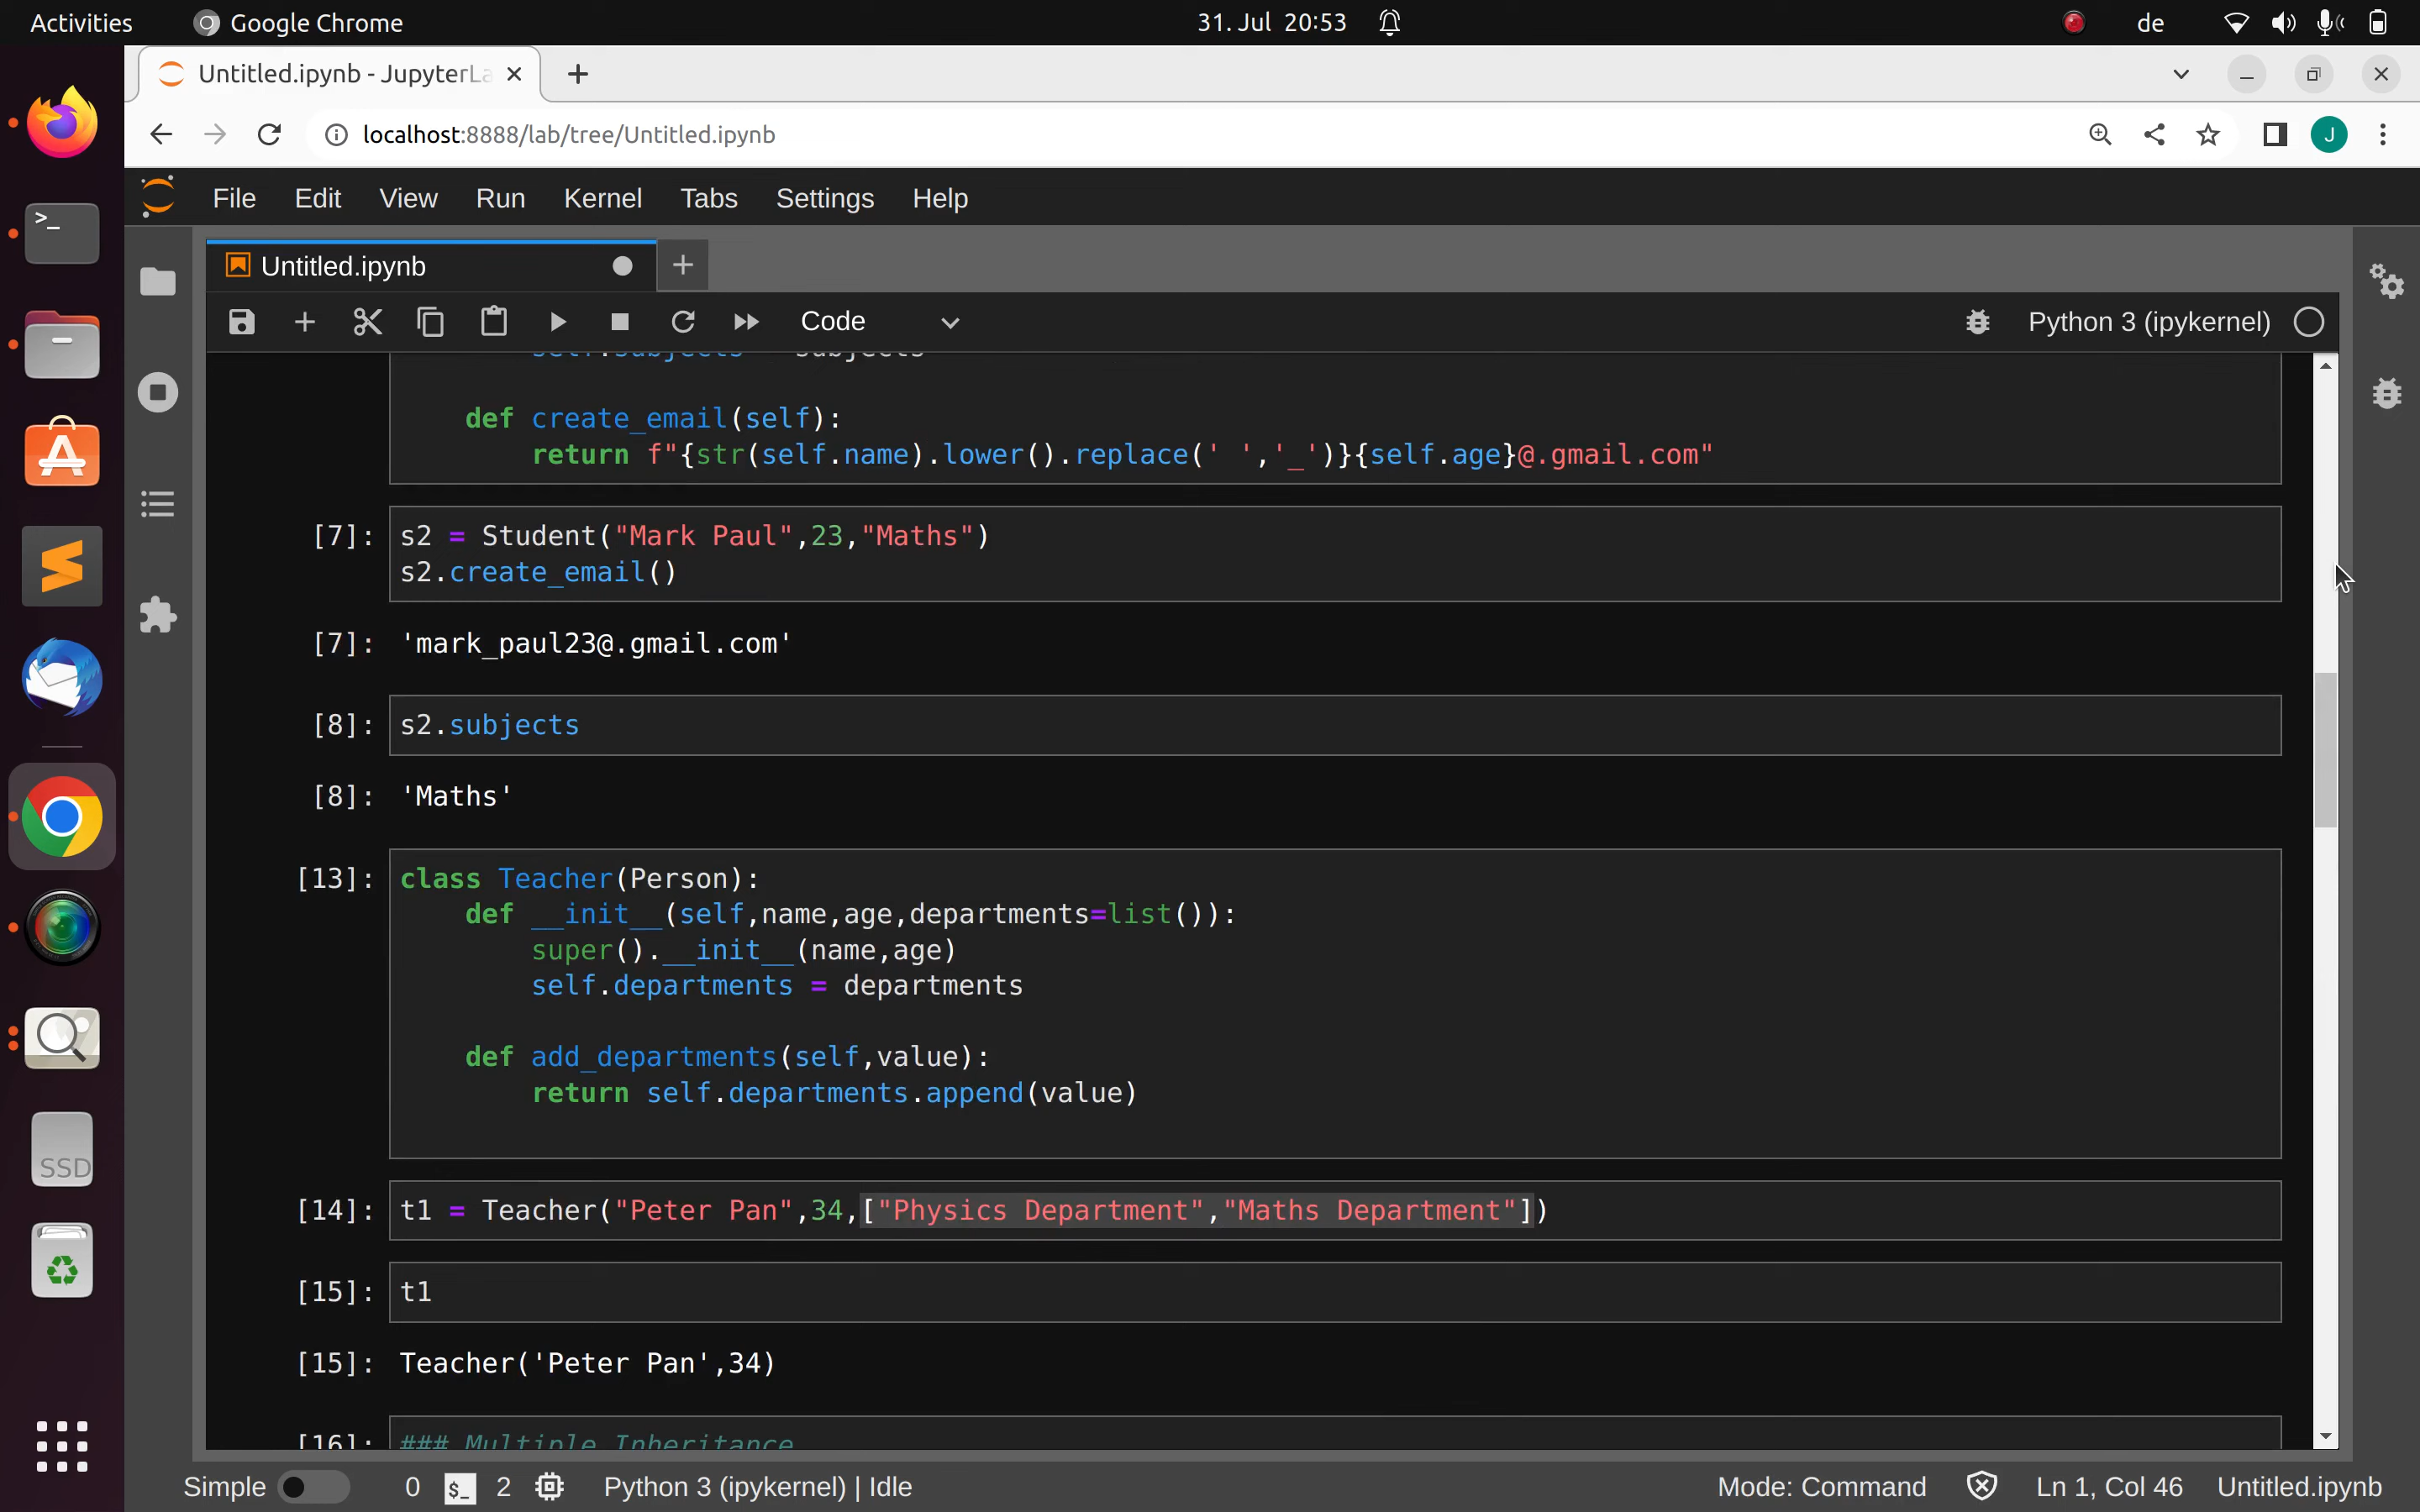 Activities
Google Chrome
31. Jul 20:53
de
Untitled.ipynb - JupyterLa
localhost:8888/lab/tree/Untitled.ipynb
J
File Edit View Run Kernel Tabs Settings Help
Untitled.ipynb
Code
Python 3 (ipykernel)
self.subjects = subjects
def create_email(self):
return f"{str(self.name).lower().replace(' ','_')}{self.age}@.gmail.com"
[7]: s2 = Student("Mark Paul",23,"Maths")
s2.create_email()
[7]: 'mark_paul23@.gmail.com'
[8]: s2.subjects
[8]: 'Maths'
[13]: class Teacher(Person):
def __init__(self,name,age,departments=list()):
super().__init__(name,age)
self.departments = departments
def add_departments(self,value):
return self.departments.append(value)
[14]: t1 = Teacher("Peter Pan",34,["Physics Department","Maths Department"])
[15]: t1
[15]: Teacher('Peter Pan',34)
[16]: ### Multiple Inheritance
SSD
Simple 0 $_ 2 Python 3 (ipykernel) | Idle Mode: Command Ln 1, Col 46 Untitled.ipynb